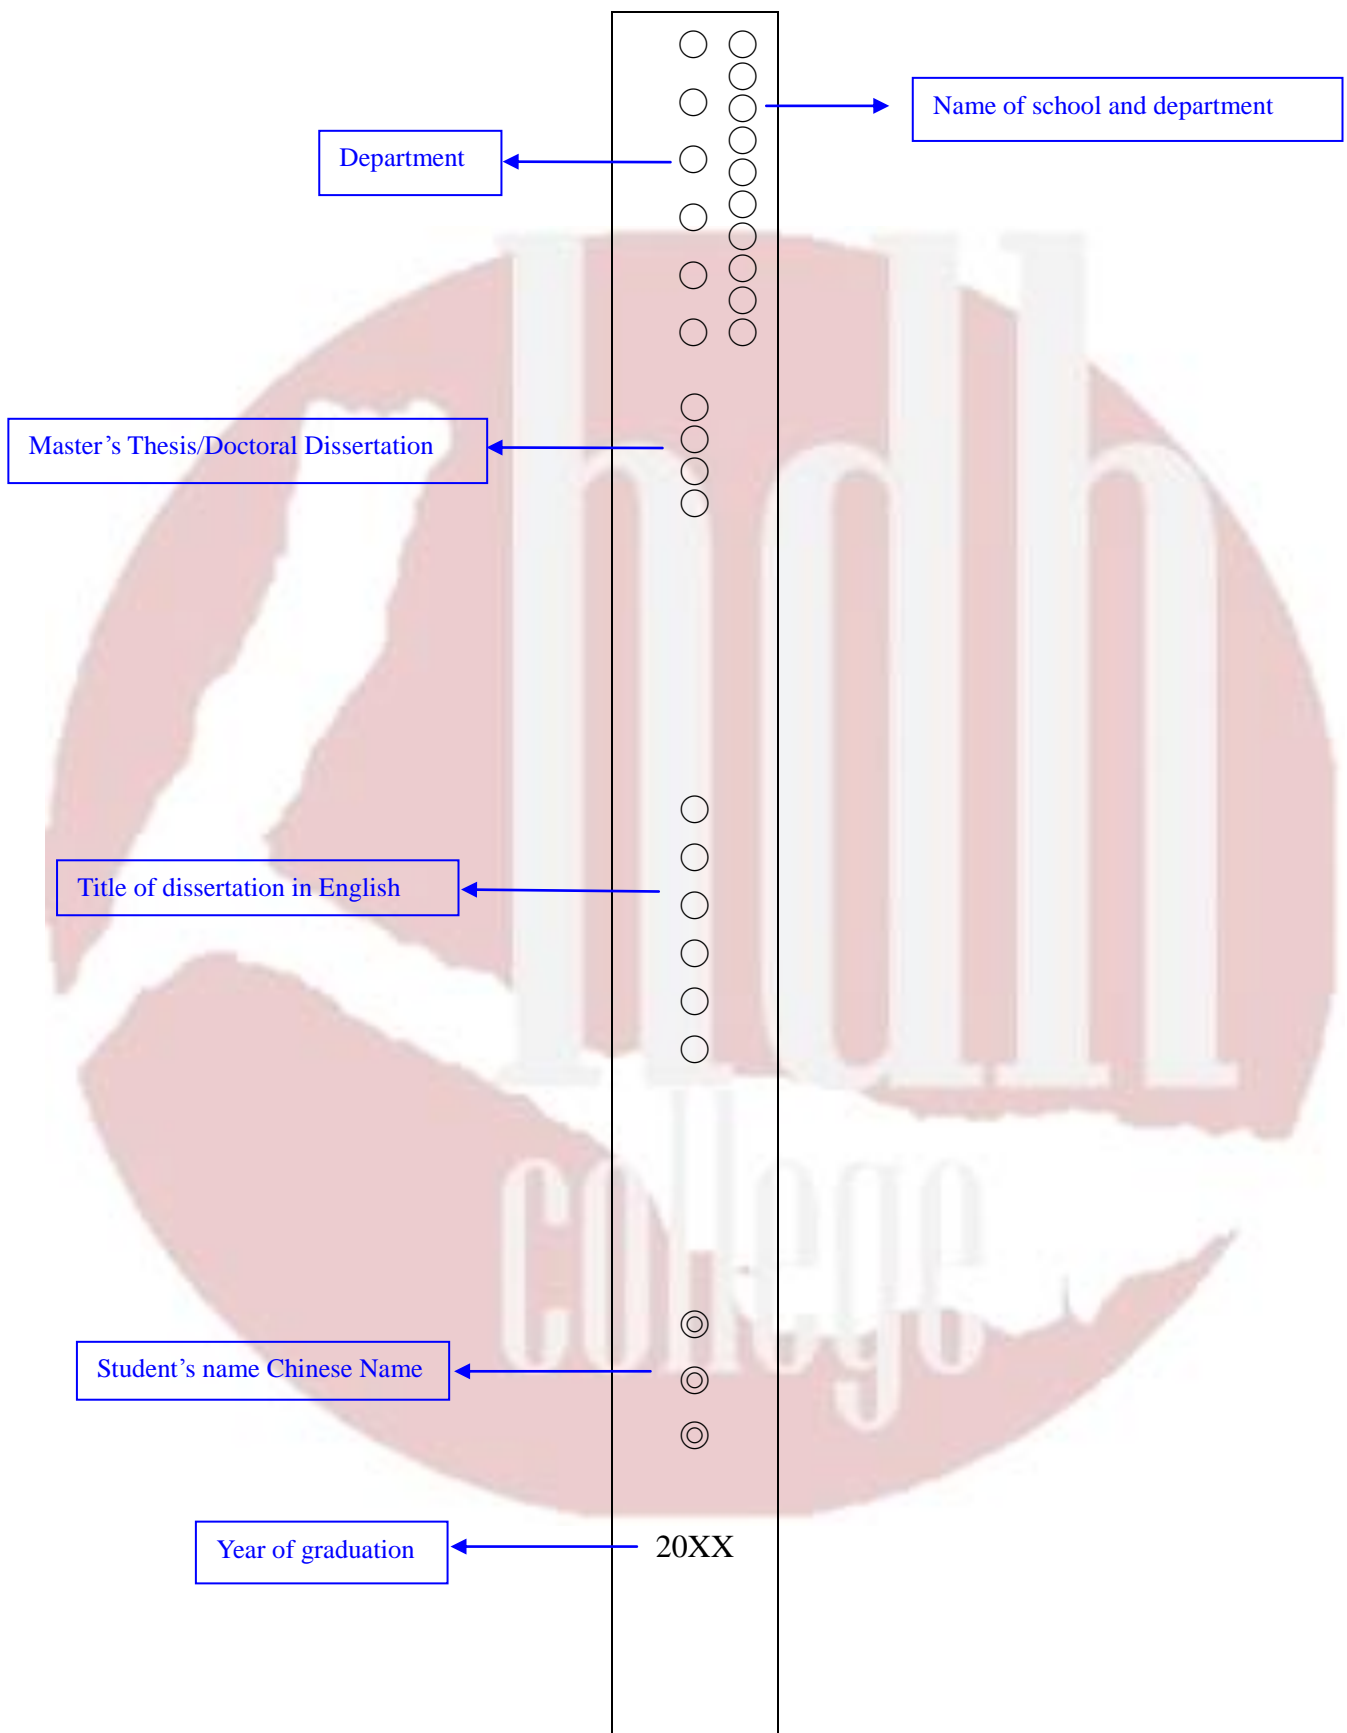 ○ ○
○
○ ○
○
○ ○
○
○ ○
○
○ ○
○ ○
Name of school and department
Department
○
○
○
○
Master’s Thesis/Doctoral Dissertation
hdh
○
○
○
○
○
○
Title of dissertation in English
college
◎
◎
◎
Student’s name Chinese Name
Year of graduation
20XX